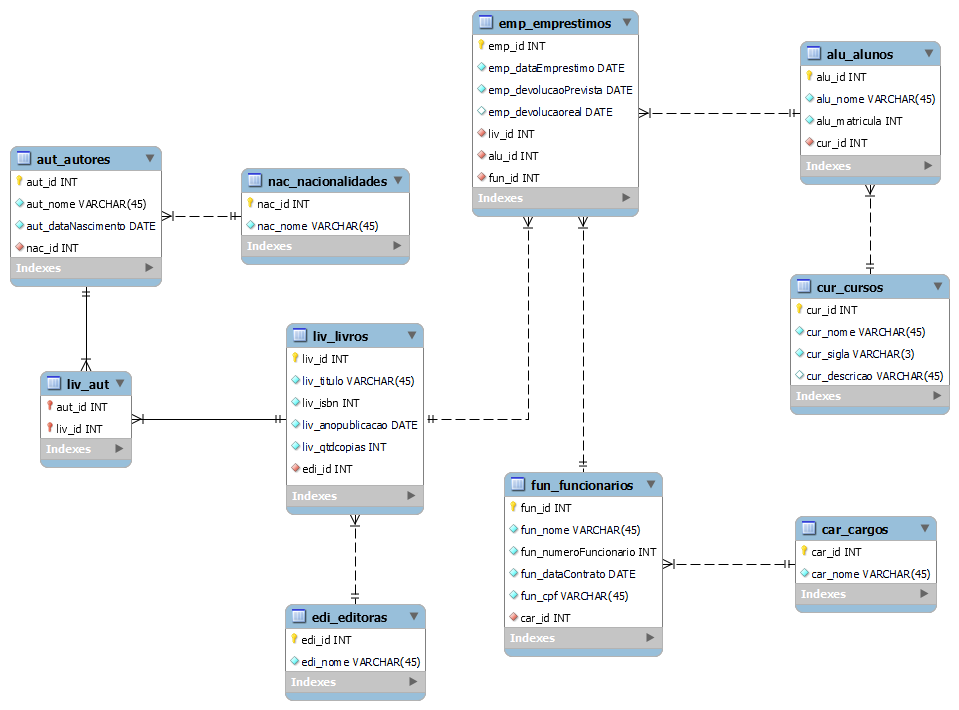 emp_emprestimos
emp_id INT
emp_dataEmprestimo DATE
emp_devolucaoPrevista DATE
emp_devolucaoreal DATE
liv_id INT
alu_id INT
fun_id INT
Indexes
alu_alunos
alu_id INT
alu_nome VARCHAR(45)
alu_matricula INT
cur_id INT
Indexes
aut_autores
aut_id INT
aut_nome VARCHAR(45)
aut_dataNascimento DATE
nac_id INT
Indexes
nac_nacionalidades
nac_id INT
nac_nome VARCHAR(45)
Indexes
cur_cursos
cur_id INT
cur_nome VARCHAR(45)
cur_sigla VARCHAR(3)
cur_descricao VARCHAR(45)
Indexes
liv_livros
liv_id INT
liv_titulo VARCHAR(45)
liv_isbn INT
liv_anopublicacao DATE
liv_qtdcopias INT
edi_id INT
Indexes
liv_aut
aut_id INT
liv_id INT
Indexes
fun_funcionarios
fun_id INT
fun_nome VARCHAR(45)
fun_numeroFuncionario INT
fun_dataContrato DATE
fun_cpf VARCHAR(45)
car_id INT
Indexes
car_cargos
car_id INT
car_nome VARCHAR(45)
Indexes
edi_editoras
edi_id INT
edi_nome VARCHAR(45)
Indexes